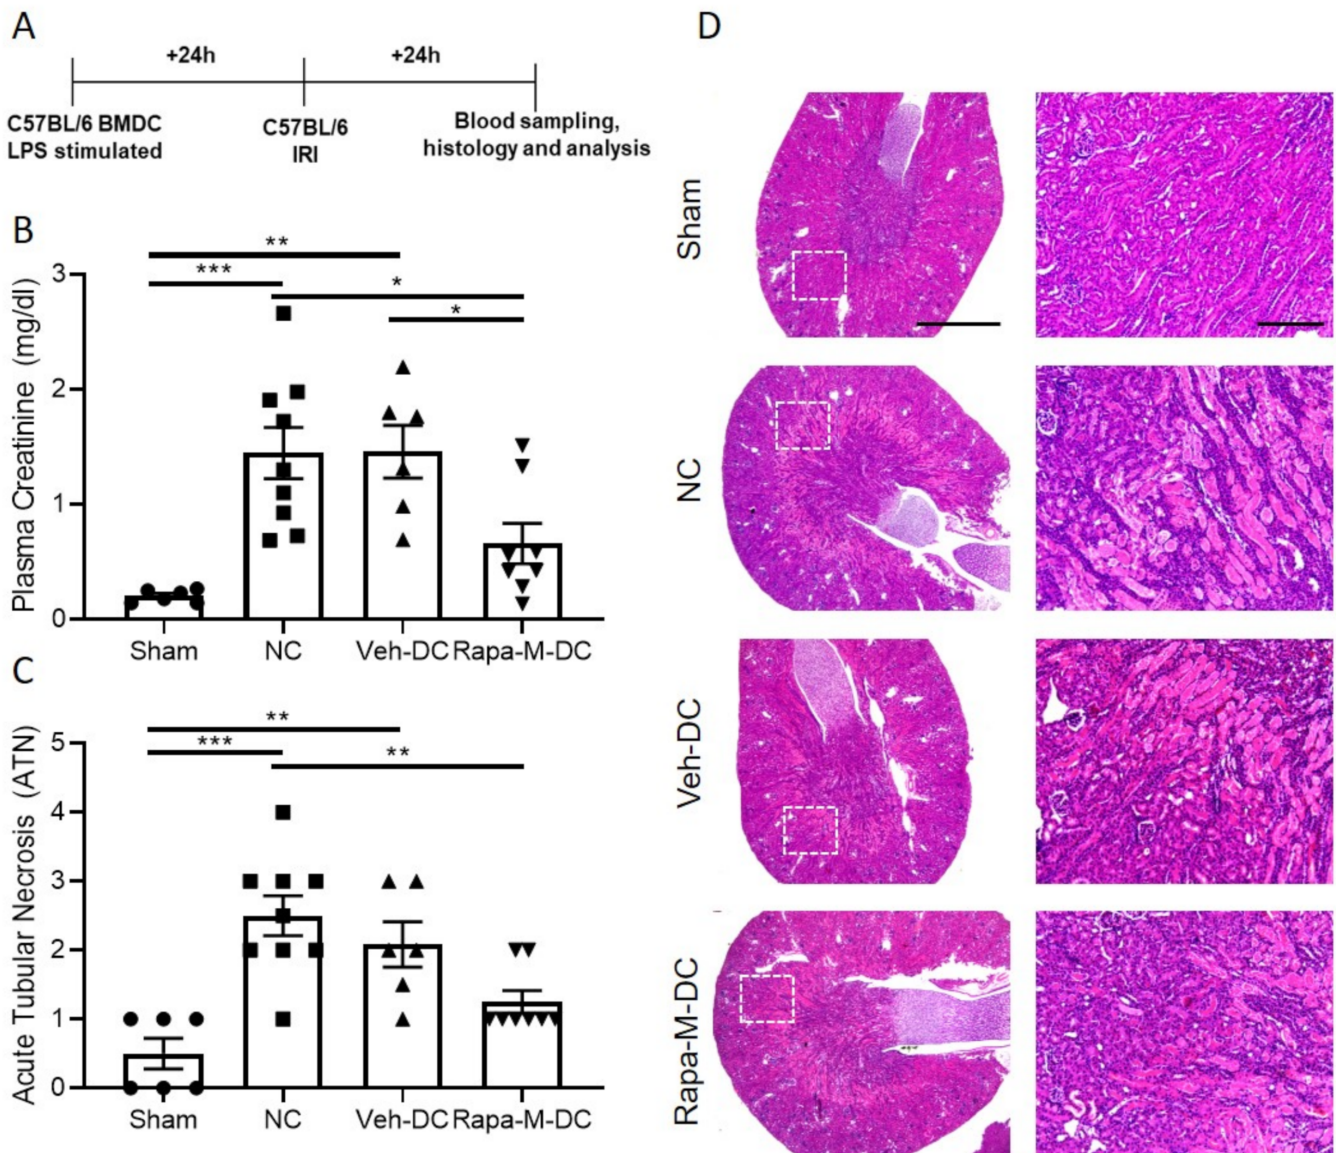 A
+24h
+24h
C57BL/6 BMDC
LPS stimulated
C57BL/6
IRI
Blood sampling,
histology and analysis
B
Plasma Creatinine (mg/dl)
3
2
1
0
**
***
*
*
Sham
NC
Veh-DC
Rapa-M-DC
C
Acute Tubular Necrosis (ATN)
5
4
3
2
1
0
**
***
**
Sham
NC
Veh-DC
Rapa-M-DC
D
Sham
NC
Veh-DC
Rapa-M-DC